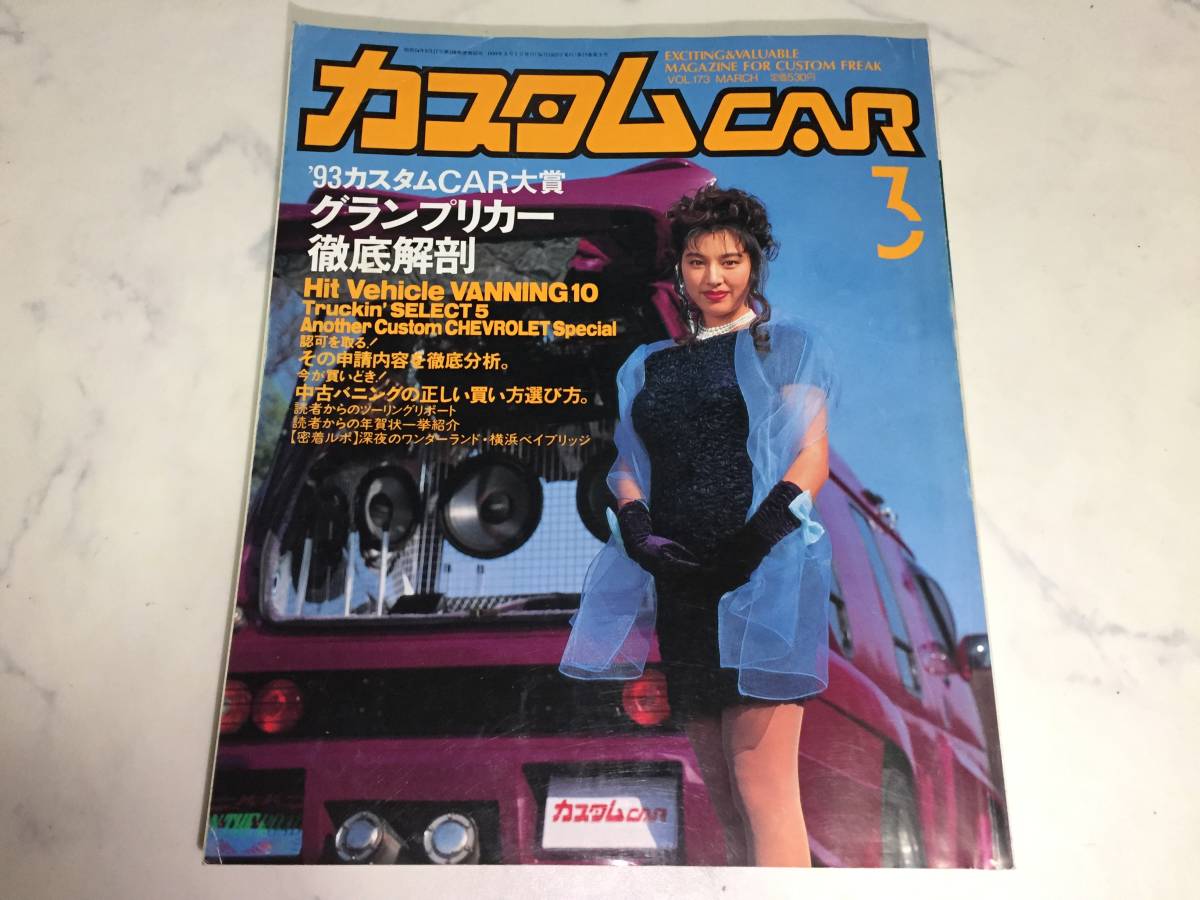 EXCITING&VALUABLE
MAGAZINE FOR CUSTOM FREAK
VOL.173 MARCH 定価530円
カスタムCAR
3
'93カスタムCAR大賞
グランプリカー
徹底解剖
Hit Vehicle VANNING10
Truckin' SELECT5
Another Custom CHEVROLET Special
認可を取る!
その申請内容を徹底分析。
今が買いどき!
中古バニングの正しい買い方選び方。
読者からのツーリングリポート
読者からの年賀状一挙紹介
【密着ルポ】深夜のワンダーランド・横浜ベイブリッジ
カスタムCAR